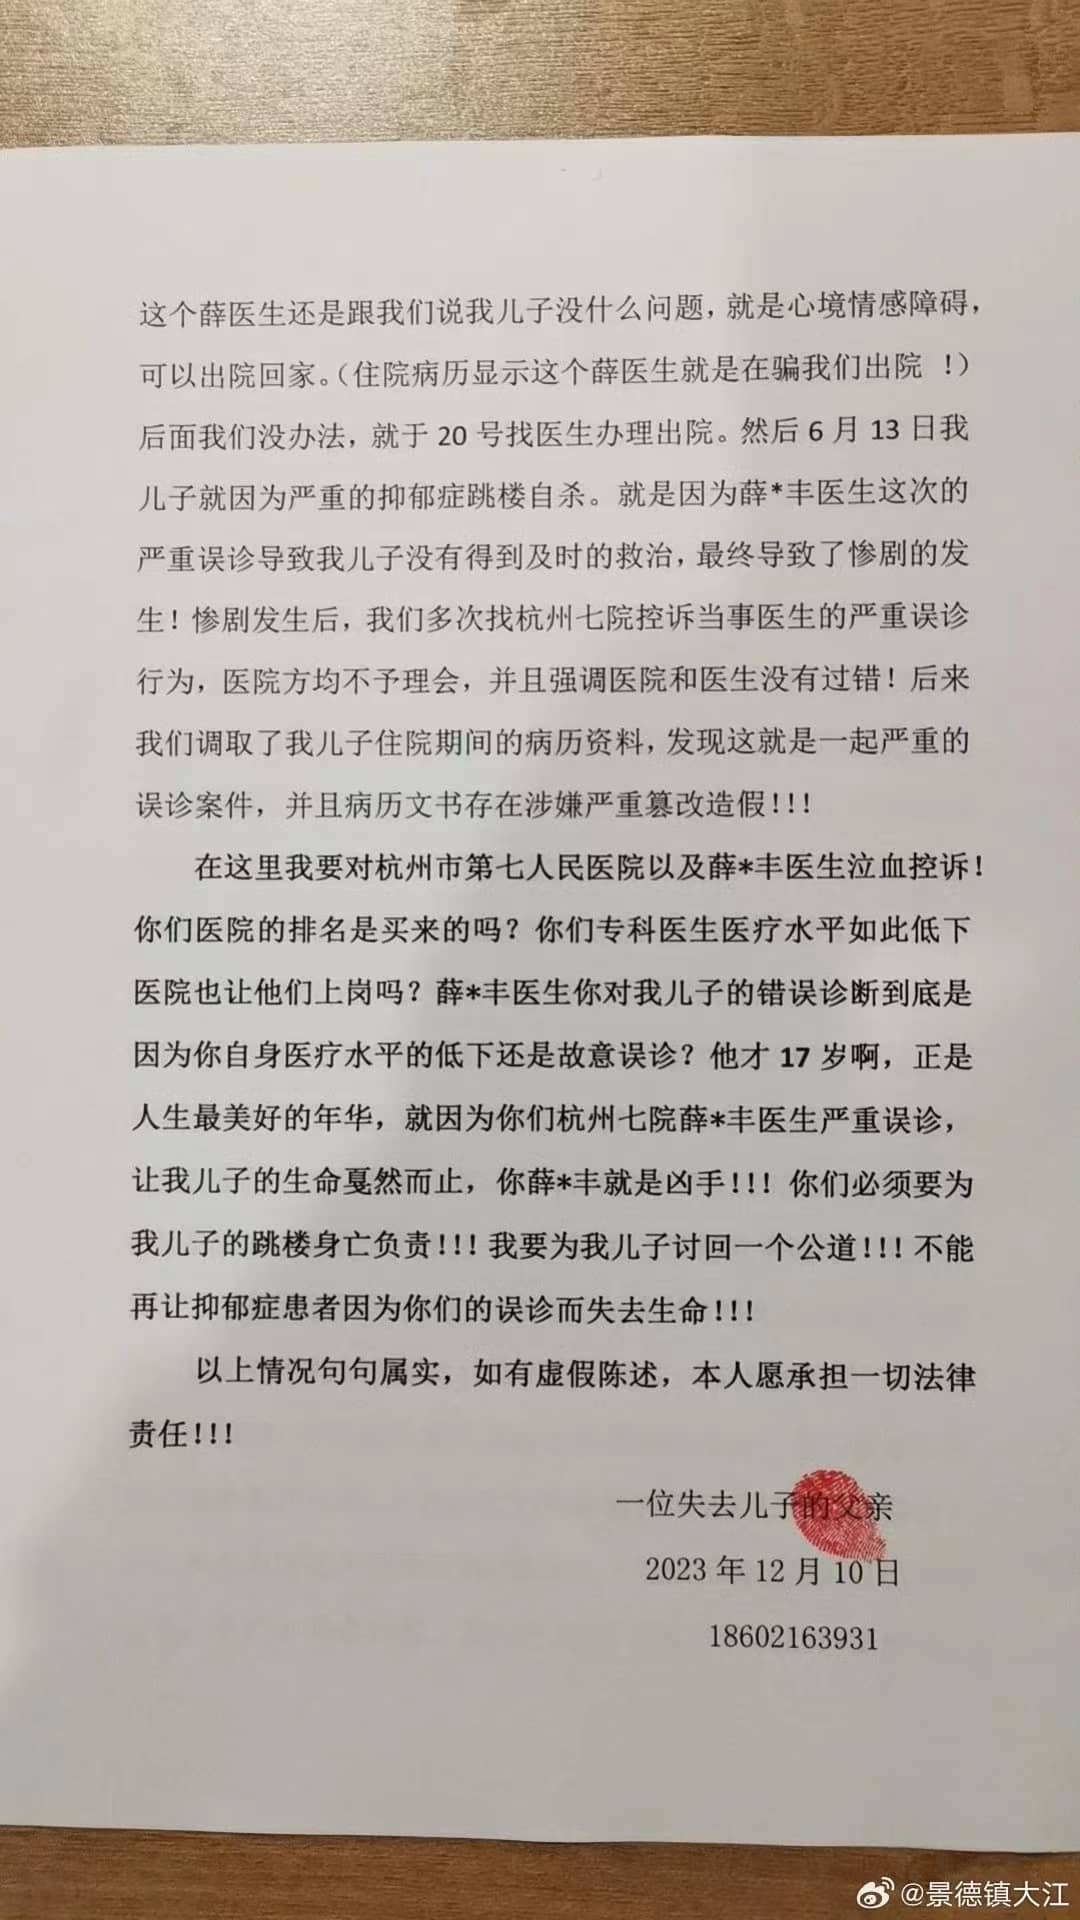 这个薛医生还是跟我们说我儿子没什么问题，就是心境情感障碍，
可以出院回家。（住院病历显示这个薛医生就是在骗我们出院 ！）
后面我们没办法，就于 20 号找医生办理出院。然后 6 月 13 日我
儿子就因为严重的抑郁症跳楼自杀。就是因为薛*丰医生这次的
严重误诊导致我儿子没有得到及时的救治，最终导致了惨剧的发
生！惨剧发生后，我们多次找杭州七院控诉当事医生的严重误诊
行为，医院方均不予理会，并且强调医院和医生没有过错！后来
我们调取了我儿子住院期间的病历资料，发现这就是一起严重的
误诊案件，并且病历文书存在涉嫌严重篡改造假！！！
在这里我要对杭州市第七人民医院以及薛*丰医生泣血控诉！
你们医院的排名是买来的吗？你们专科医生医疗水平如此低下
医院也让他们上岗吗？薛*丰医生你对我儿子的错误诊断到底是
因为你自身医疗水平的低下还是故意误诊？他才 17 岁啊，正是
人生最美好的年华，就因为你们杭州七院薛*丰医生严重误诊，
让我儿子的生命戛然而止，你薛*丰就是凶手！！！你们必须要为
我儿子的跳楼身亡负责！！！我要为我儿子讨回一个公道！！！不能
再让抑郁症患者因为你们的误诊而失去生命！！！
以上情况句句属实，如有虚假陈述，本人愿承担一切法律
责任！！！
一位失去儿子的父亲
2023 年 12 月 10 日
18602163931
@景德镇大江